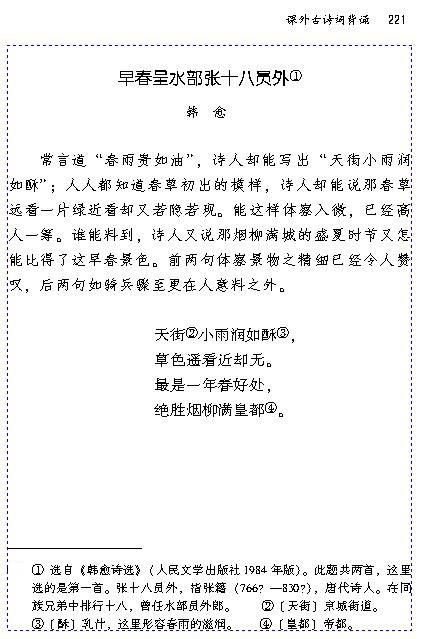 课外古诗词背诵 221
早春呈水部张十八员外①
韩 愈
常言道“春雨贵如油”，诗人却能写出“天街小雨润
如酥”；人人都知道春草初出的模样，诗人却能说那春草
远看一片绿近看却又若隐若现。能这样体察入微，已经高
人一筹。谁能料到，诗人又说那烟柳满城的盛夏时节又怎
能比得了这早春景色。前两句体察景物之精细已经令人赞
叹，后两句如骑兵骤至更在人意料之外。
天街②小雨润如酥③，
草色遥看近却无。
最是一年春好处，
绝胜烟柳满皇都④。
① 选自《韩愈诗选》（人民文学出版社1984年版）。此题共两首，这里
选的是第一首。张十八员外，指张籍（766？—830？），唐代诗人。在同
族兄弟中排行十八，曾任水部员外郎。 ②〔天街〕京城街道。
③〔酥〕乳汁，这里形容春雨的滋润。 ④〔皇都〕帝都。